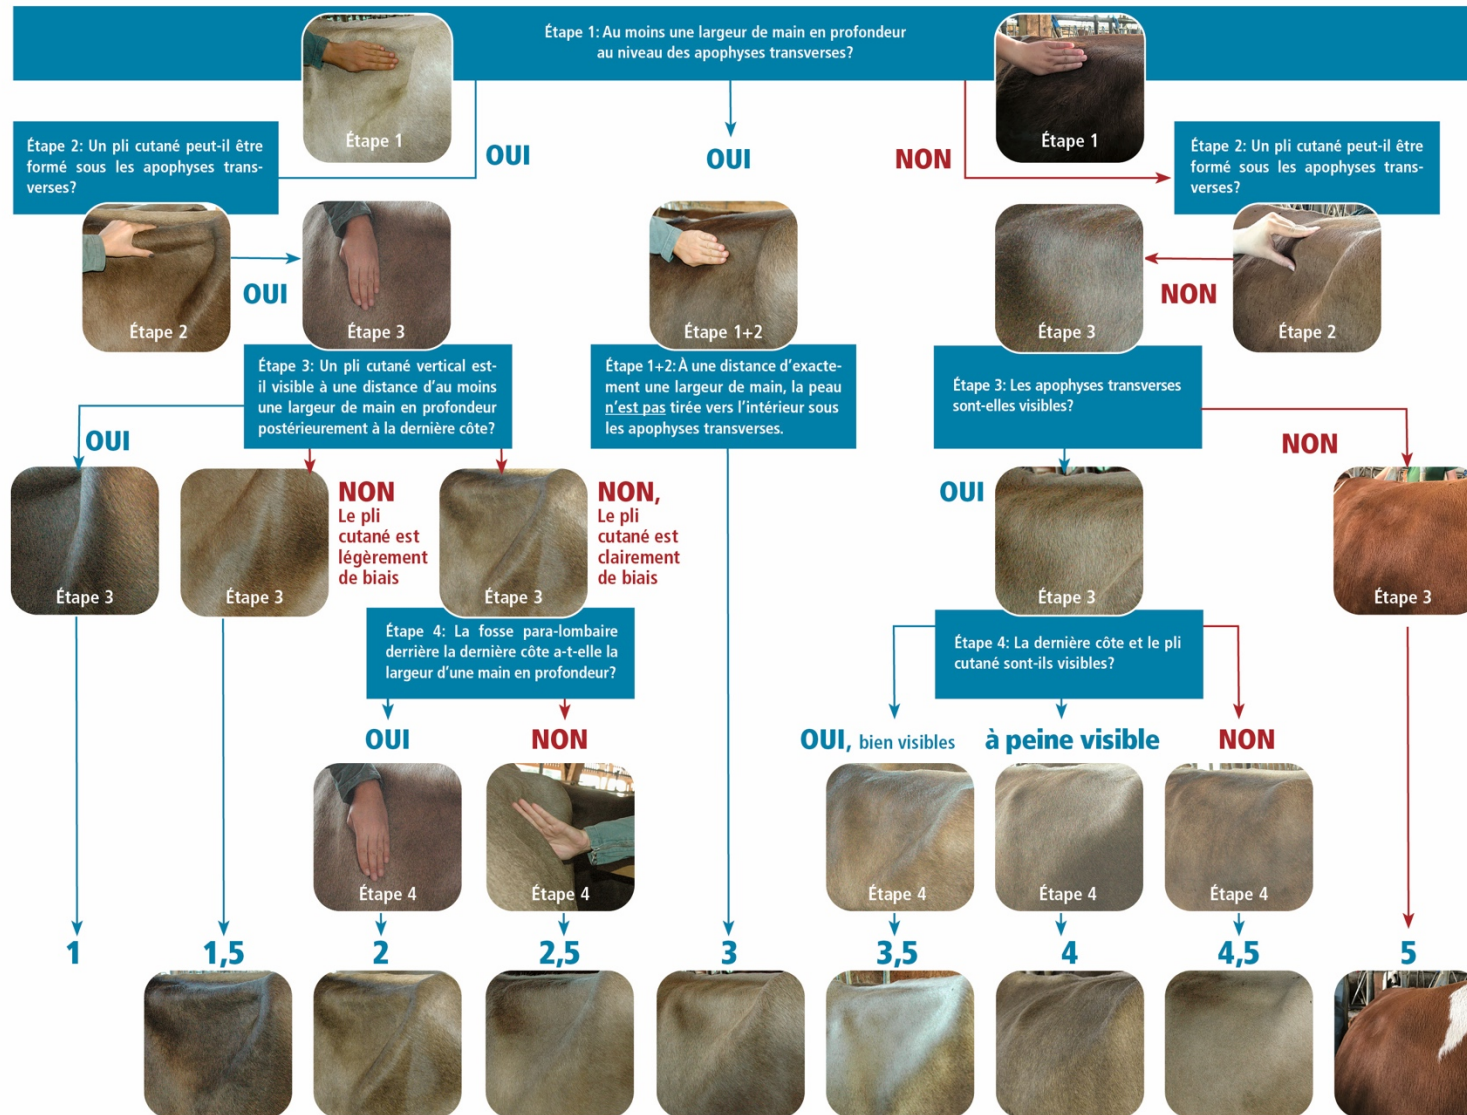 Étape 1: Au moins une largeur de main en profondeur
au niveau des apophyses transverses?
Étape 1
Étape 1
Étape 2: Un pli cutané peut-il être
formé sous les apophyses trans-
verses?
OUI
OUI
NON
Étape 2: Un pli cutané peut-il être
formé sous les apophyses trans-
verses?
Étape 2
OUI
Étape 3
Étape 1+2
Étape 3
NON
Étape 2
Étape 3: Un pli cutané vertical est-
il visible à une distance d'au moins
une largeur de main en profondeur
postérieurement à la dernière côte?
Étape 1+2: À une distance d'exacte-
ment une largeur de main, la peau
n'est pas tirée vers l'intérieur sous
les apophyses transverses.
Étape 3: Les apophyses transverses
sont-elles visibles?
OUI
NON
Étape 3
Étape 3
NON
Le pli
cutané est
légèrement
de biais
Étape 3
NON,
Le pli
cutané est
clairement
de biais
OUI
Étape 3
Étape 3
Étape 4: La fosse para-lombaire
derrière la dernière côte a-t-elle la
largeur d'une main en profondeur?
Étape 4: La dernière côte et le pli
cutané sont-ils visibles?
OUI
NON
OUI, bien visibles
à peine visible
NON
Étape 4
Étape 4
Étape 4
Étape 4
Étape 4
1
1,5
2
2,5
3
3,5
4
4,5
5